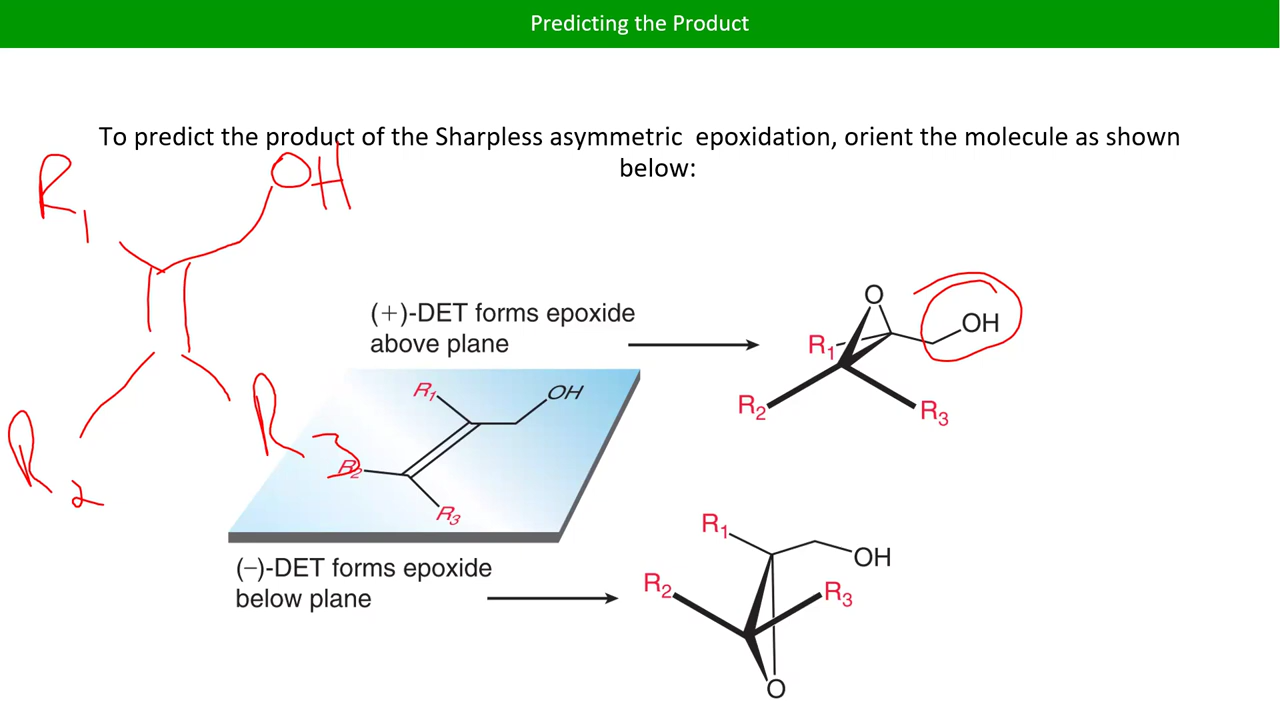 Predicting the Product
To predict the product of the Sharpless asymmetric epoxidation, orient the molecule as shown
below:
R1
OH
R2
R3
(+)-DET forms epoxide
above plane
R1
OH
R2
R3
O
R1
OH
R2
R3
(−)-DET forms epoxide
below plane
R1
OH
R2
R3
O